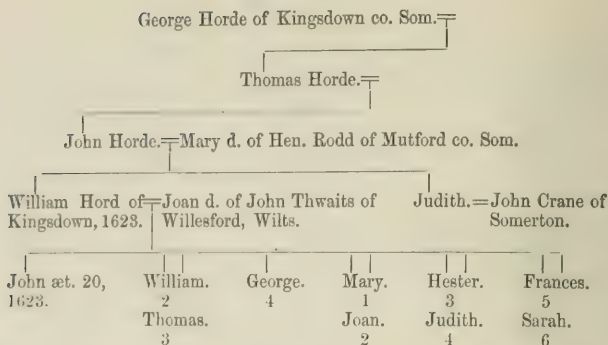 George Horde of Kingsdown co. Som.
Thomas Horde.
John Horde. Mary d. of Hen. Rodd of Mutford co. Som.
William Hord of Joan d. of John Thwaits of Judith. = John Crane of
Kingsdown, 1623. Willesford, Wilts. Somerton.
John æt. 20, William. George. Mary. Hester. Frances.
1623. 2 4 1 3 5
Thomas. Joan. Judith. Sarah.
3 2 4 6